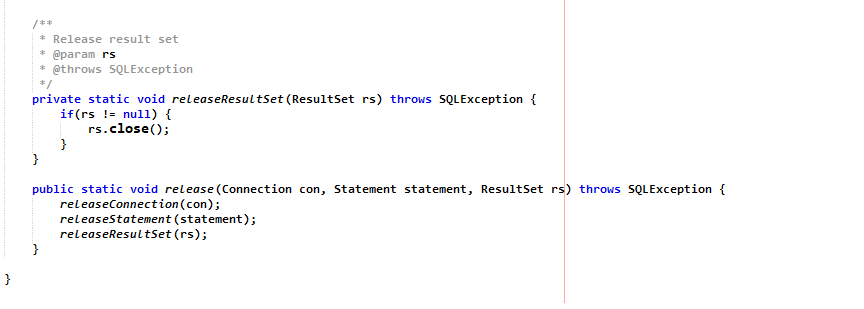 /**
 * Release result set
 * @param rs
 * @throws SQLException
 */
private static void releaseResultSet(ResultSet rs) throws SQLException {
    if(rs != null) {
        rs.close();
    }
}

public static void release(Connection con, Statement statement, ResultSet rs) throws SQLException {
    releaseConnection(con);
    releaseStatement(statement);
    releaseResultSet(rs);
}

}